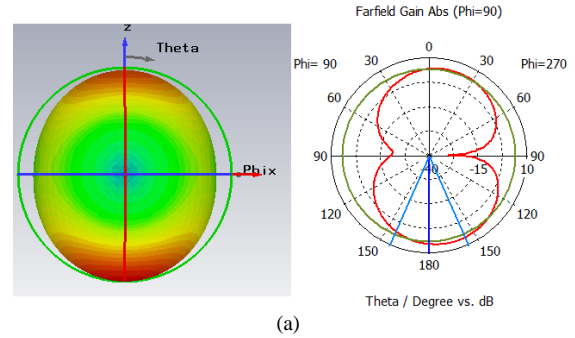 z
Theta
Phi x
Farfield Gain Abs (Phi=90)
Phi= 90 30 0 30 Phi=270
60 60
90 -40 -15 10 90
120 120
150 180 150
Theta / Degree vs. dB
(a)